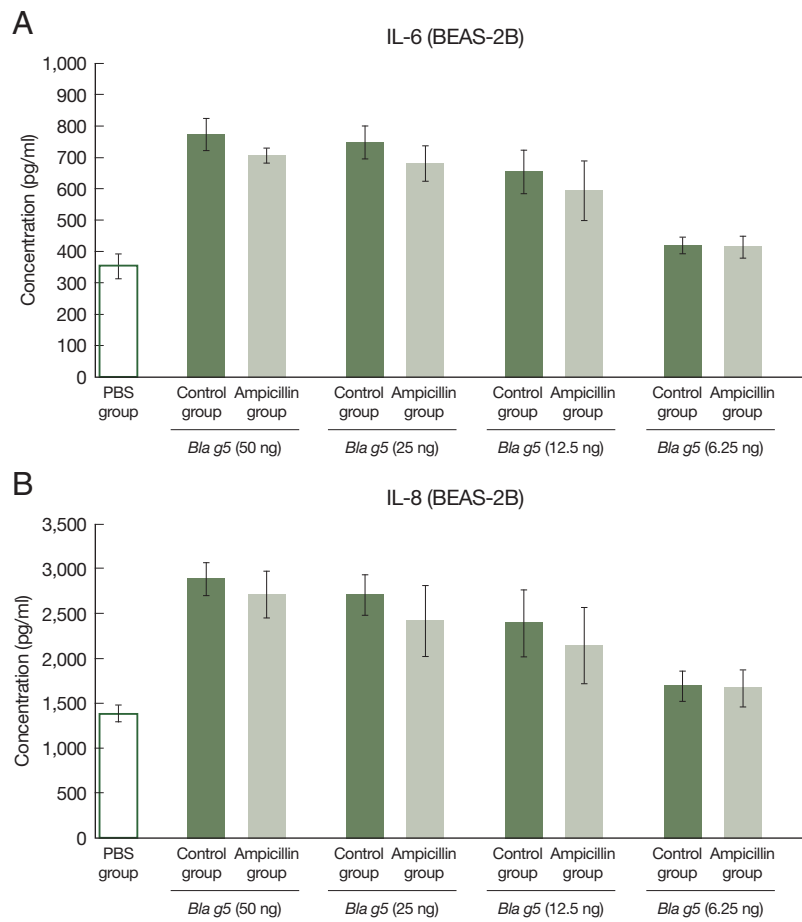 A
IL-6 (BEAS-2B)
Concentration (pg/ml)
1,000
900
800
700
600
500
400
300
200
100
0
PBS group
Control group
Ampicillin group
Control group
Ampicillin group
Control group
Ampicillin group
Control group
Ampicillin group
Bla g5 (50 ng)
Bla g5 (25 ng)
Bla g5 (12.5 ng)
Bla g5 (6.25 ng)
B
IL-8 (BEAS-2B)
Concentration (pg/ml)
3,500
3,000
2,500
2,000
1,500
1,000
500
0
PBS group
Control group
Ampicillin group
Control group
Ampicillin group
Control group
Ampicillin group
Control group
Ampicillin group
Bla g5 (50 ng)
Bla g5 (25 ng)
Bla g5 (12.5 ng)
Bla g5 (6.25 ng)